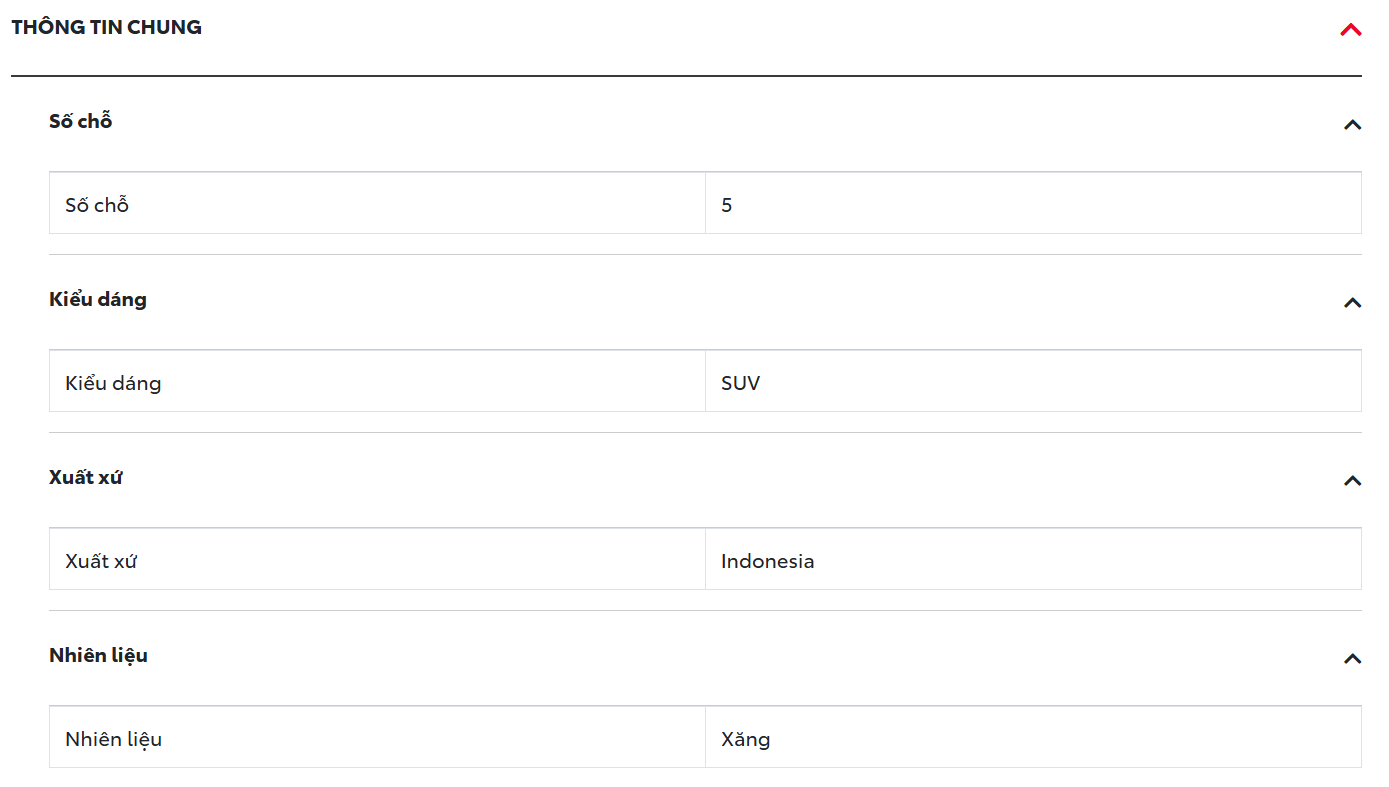 THÔNG TIN CHUNG
Số chỗ
Số chỗ 5
Kiểu dáng
Kiểu dáng SUV
Xuất xứ
Xuất xứ Indonesia
Nhiên liệu
Nhiên liệu Xăng